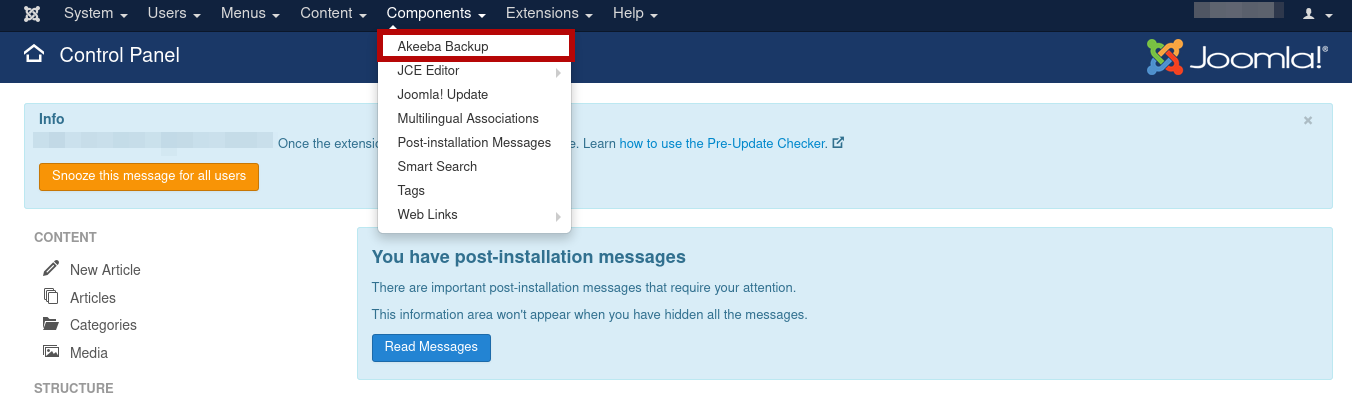 System Users Menus Content Components Extensions Help
Control Panel
Joomla!®
Akeeba Backup
JCE Editor
Joomla! Update
Multilingual Associations
Post-installation Messages
Smart Search
Tags
Web Links
Info
Once the e. Learn how to use the Pre-Update Checker.
Snooze this message for all users
CONTENT
New Article
Articles
Categories
Media
STRUCTURE
You have post-installation messages
There are important post-installation messages that require your attention.
This information area won't appear when you have hidden all the messages.
Read Messages